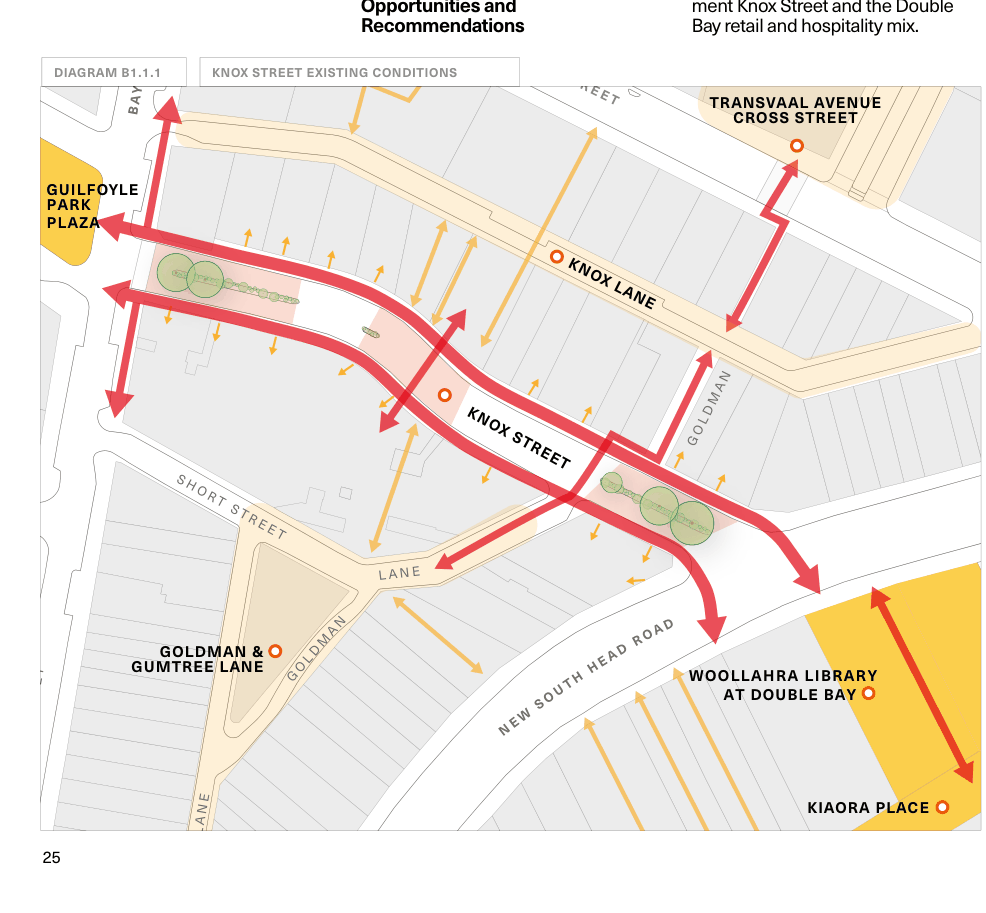 Opportunities and
Recommendations
ment Knox Street and the Double
Bay retail and hospitality mix.
DIAGRAM B1.1.1
KNOX STREET EXISTING CONDITIONS
BAY
REET
TRANSVAAL AVENUE
CROSS STREET
GUILFOYLE
PARK
PLAZA
KNOX LANE
GOLDMAN
KNOX STREET
SHORT STREET
LANE
GOLDMAN
GOLDMAN &
GUMTREE LANE
NEW SOUTH HEAD ROAD
WOOLLAHRA LIBRARY
AT DOUBLE BAY
LANE
KIAORA PLACE
25